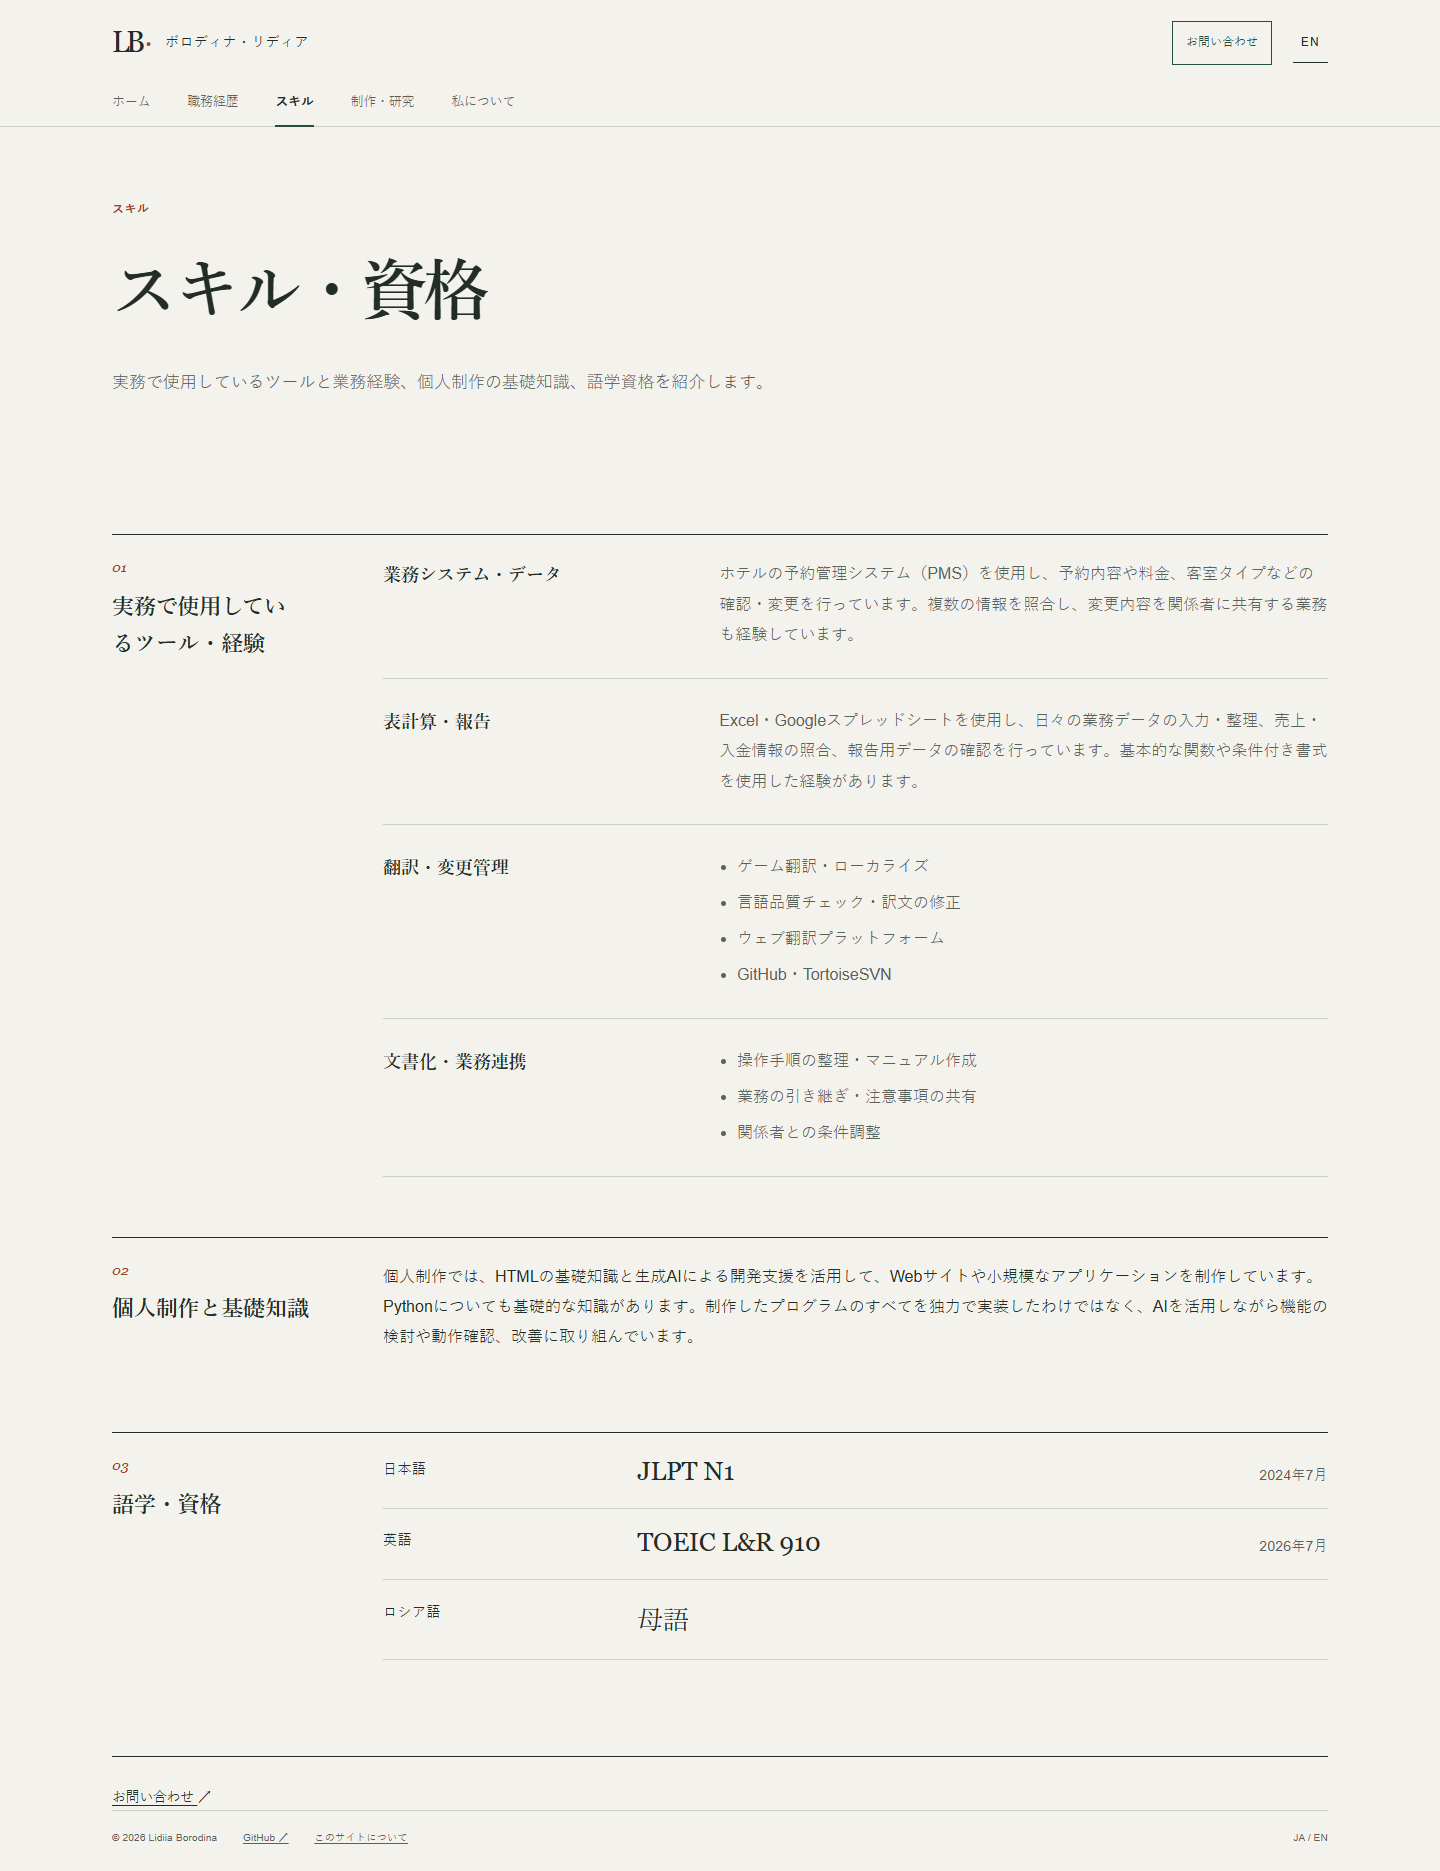 LB· ボロディナ・リディア
お問い合わせ
EN
ホーム 職務経歴 スキル 制作・研究 私について
スキル
スキル・資格
実務で使用しているツールと業務経験、個人制作の基礎知識、語学資格を紹介します。
01
実務で使用してい
るツール・経験
業務システム・データ
ホテルの予約管理システム（PMS）を使用し、予約内容や料金、客室タイプなどの
確認・変更を行っています。複数の情報を照合し、変更内容を関係者に共有する業務
も経験しています。
表計算・報告
Excel・Googleスプレッドシートを使用し、日々の業務データの入力・整理、売上・
入金情報の照合、報告用データの確認を行っています。基本的な関数や条件付き書式
を使用した経験があります。
翻訳・変更管理
• ゲーム翻訳・ローカライズ
• 言語品質チェック・訳文の修正
• ウェブ翻訳プラットフォーム
• GitHub・TortoiseSVN
文書化・業務連携
• 操作手順の整理・マニュアル作成
• 業務の引き継ぎ・注意事項の共有
• 関係者との条件調整
02
個人制作と基礎知識
個人制作では、HTMLの基礎知識と生成AIによる開発支援を活用して、Webサイトや小規模なアプリケーションを制作しています。
Pythonについても基礎的な知識があります。制作したプログラムのすべてを独力で実装したわけではなく、AIを活用しながら機能の
検討や動作確認、改善に取り組んでいます。
03
語学・資格
日本語 JLPT N1 2024年7月
英語 TOEIC L&R 910 2026年7月
ロシア語 母語
お問い合わせ ↗
© 2026 Lidiia Borodina GitHub ↗ このサイトについて JA / EN